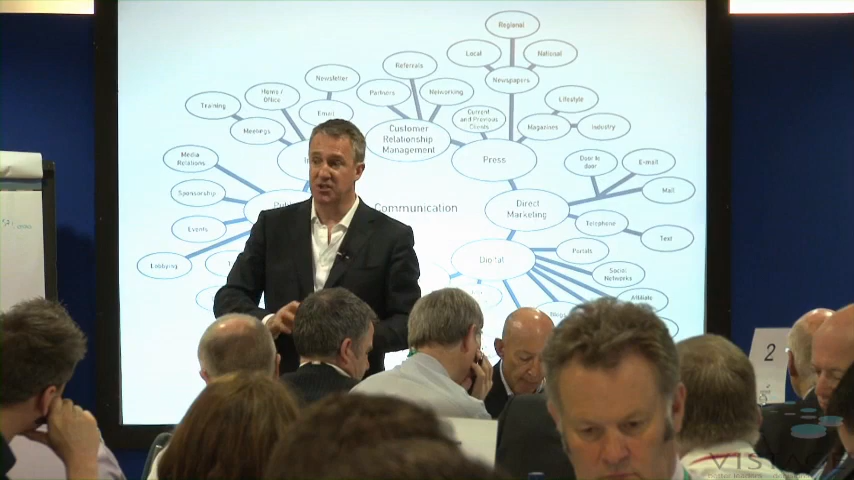 Regional
Local
National
Newspapers
Referrals
Partners
Networking
Newsletter
Home /
Office
Email
Training
Meetings
Current
and Previous
Clients
Lifestyle
Magazines
Industry
Customer
Relationship
Management
Press
Media
Relations
Sponsorship
Events
Lobbying
Door to
door
E-mail
Mail
Direct
Marketing
Telephone
Text
Communication
Digital
Portals
Social
Networks
Affiliate
Blogs
2
VISTAGE